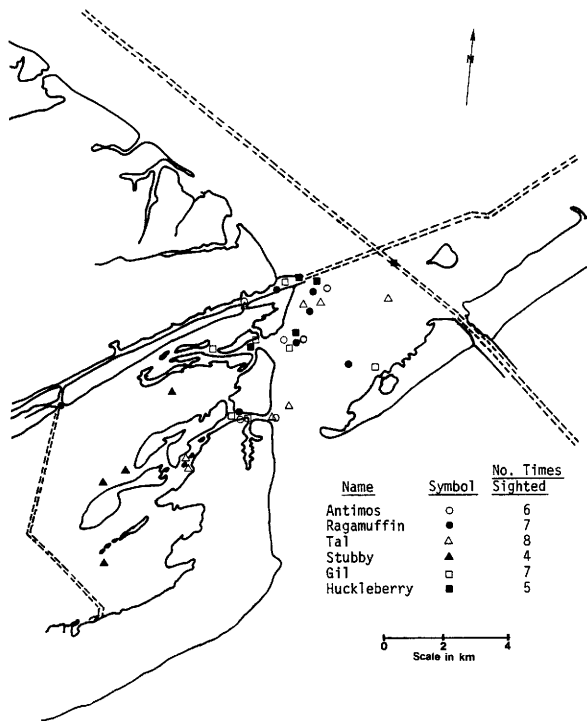 N
No. Times
Name Symbol Sighted
Antimos ○ 6
Ragamuffin ● 7
Tal △ 8
Stubby ▲ 4
Gil □ 7
Huckleberry ■ 5
0 2 4
Scale in km